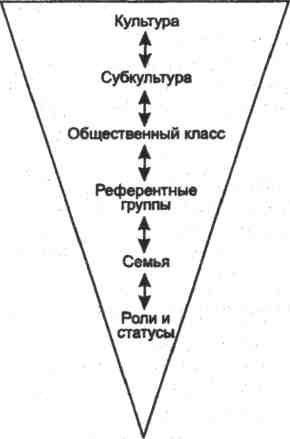 Культура
Субкультура
Общественный класс
Референтные
группы
Семья
Роли и
статусы